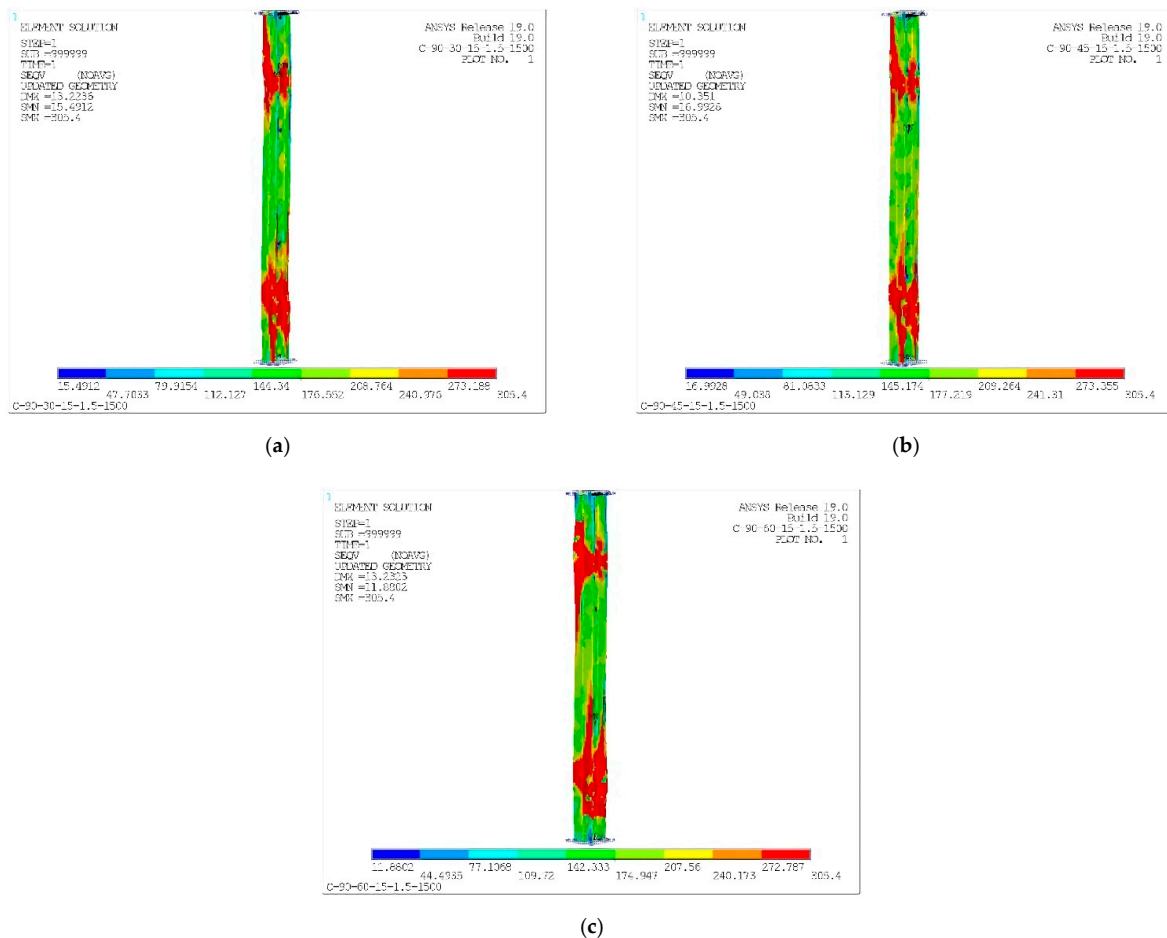 1
ELEMENT SOLUTION
STEP=1
SUB =999999
TIME=1
SEQV (NOAVG)
UPDATED GEOMETRY
DMX =13.2236
SMN =15.4912
SMX =305.4
ANSYS Release 19.0
Build 19.0
C-90-30-15-1.5-1500
PLOT NO. 1
15.4912 79.9154 144.34 208.764 273.188
47.7033 112.127 176.552 240.976 305.4
C-90-30-15-1.5-1500
(a)
1
ELEMENT SOLUTION
STEP=1
SUB =999999
TIME=1
SEQV (NOAVG)
UPDATED GEOMETRY
DMX =10.351
SMN =16.9928
SMX =305.4
ANSYS Release 19.0
Build 19.0
C-90-45-15-1.5-1500
PLOT NO. 1
16.9928 81.0833 145.174 209.264 273.355
49.038 113.129 177.219 241.31 305.4
C-90-45-15-1.5-1500
(b)
1
ELEMENT SOLUTION
STEP=1
SUB =999999
TIME=1
SEQV (NOAVG)
UPDATED GEOMETRY
DMX =13.2323
SMN =11.8802
SMX =305.4
ANSYS Release 19.0
Build 19.0
C-90-60-15-1.5-1500
PLOT NO. 1
11.8802 77.1068 142.333 207.56 272.787
44.4935 109.72 174.947 240.173 305.4
C-90-60-15-1.5-1500
(c)